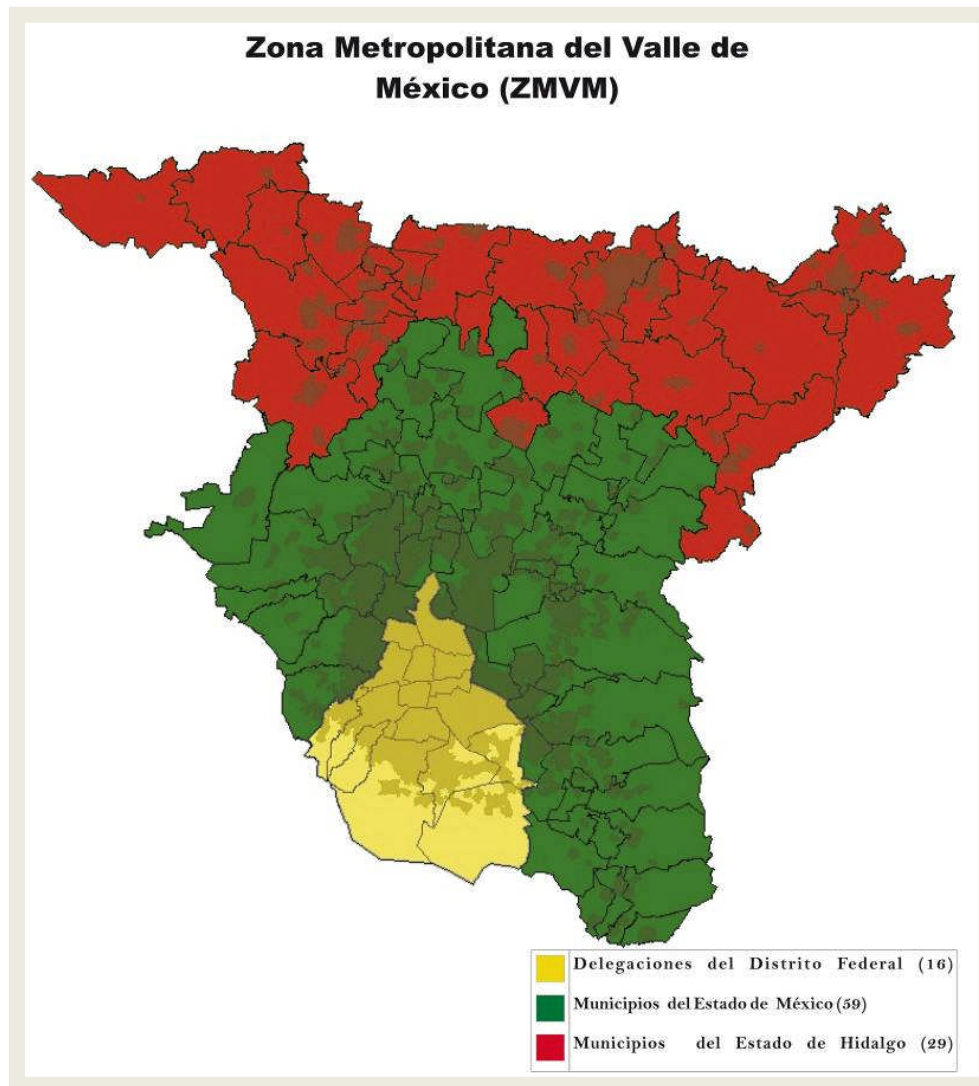 Zona Metropolitana del Valle de
México (ZMVM)
Delegaciones del Distrito Federal (16)
Municipios del Estado de México (59)
Municipios del Estado de Hidalgo (29)